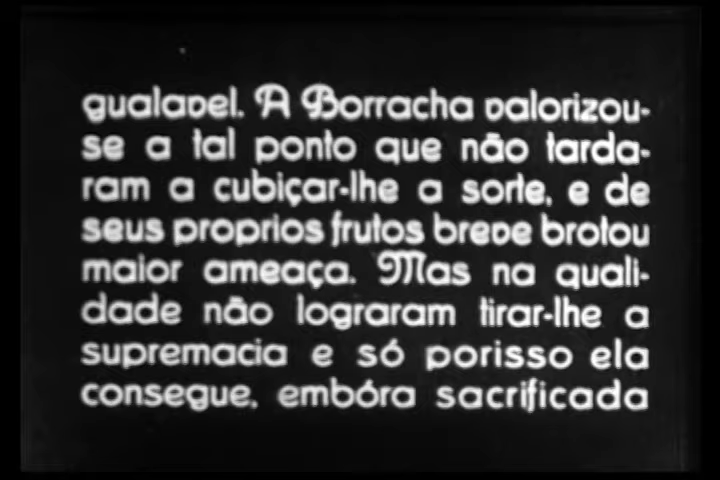 gualavel. A Borracha valorizou-
se a tal ponto que não tarda-
ram a cubiçar-lhe a sorte, e de
seus proprios frutos breve brotou
maior ameaça. Mas na quali-
dade não lograram tirar-lhe a
supremacia e só porisso ela
consegue, embóra sacrificada